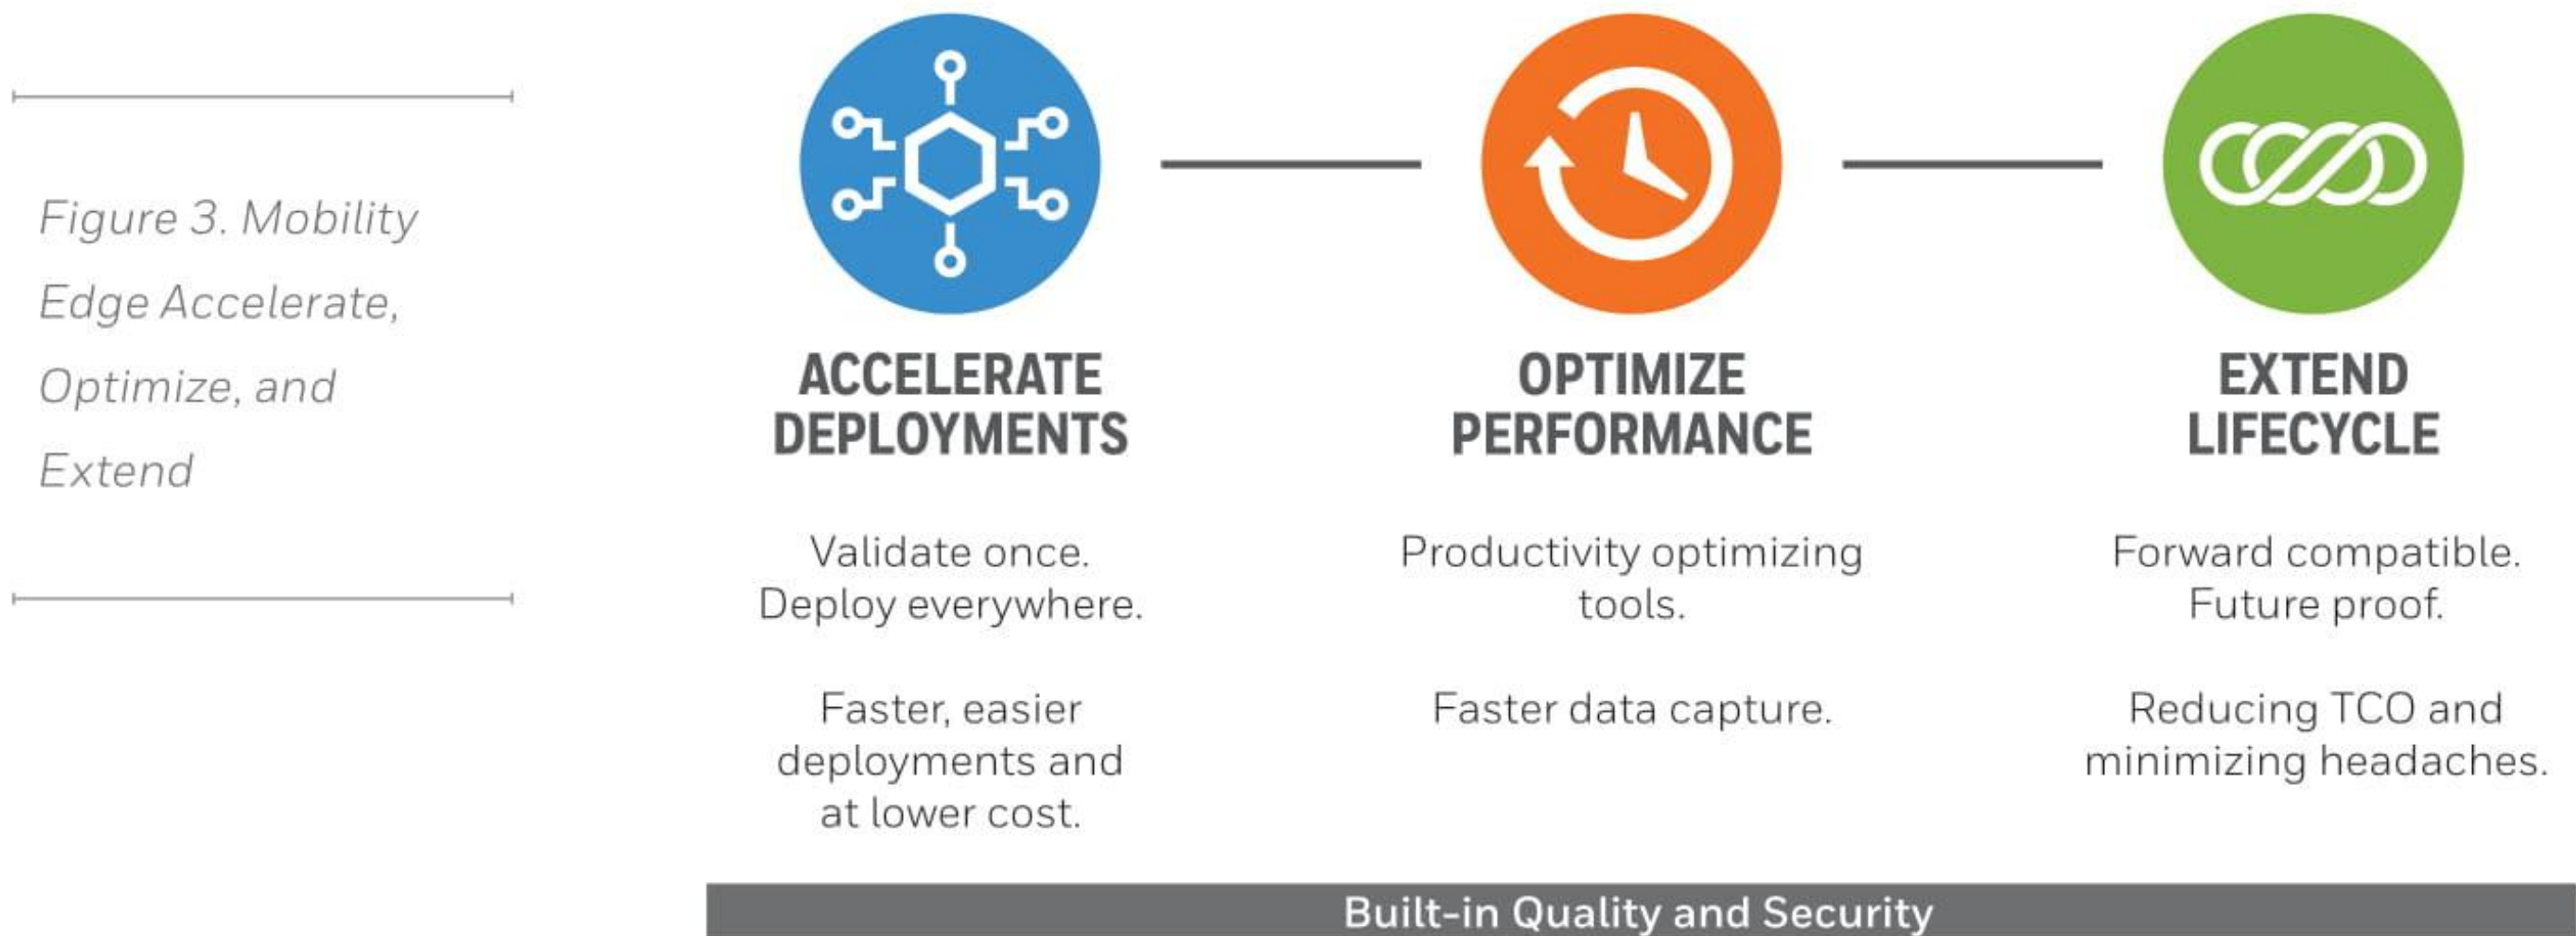 Figure 3. Mobility
Edge Accelerate,
Optimize, and
Extend
ACCELERATE
DEPLOYMENTS
Validate once.
Deploy everywhere.
Faster, easier
deployments and
at lower cost.
OPTIMIZE
PERFORMANCE
Productivity optimizing
tools.
Faster data capture.
EXTEND
LIFECYCLE
Forward compatible.
Future proof.
Reducing TCO and
minimizing headaches.
Built-in Quality and Security